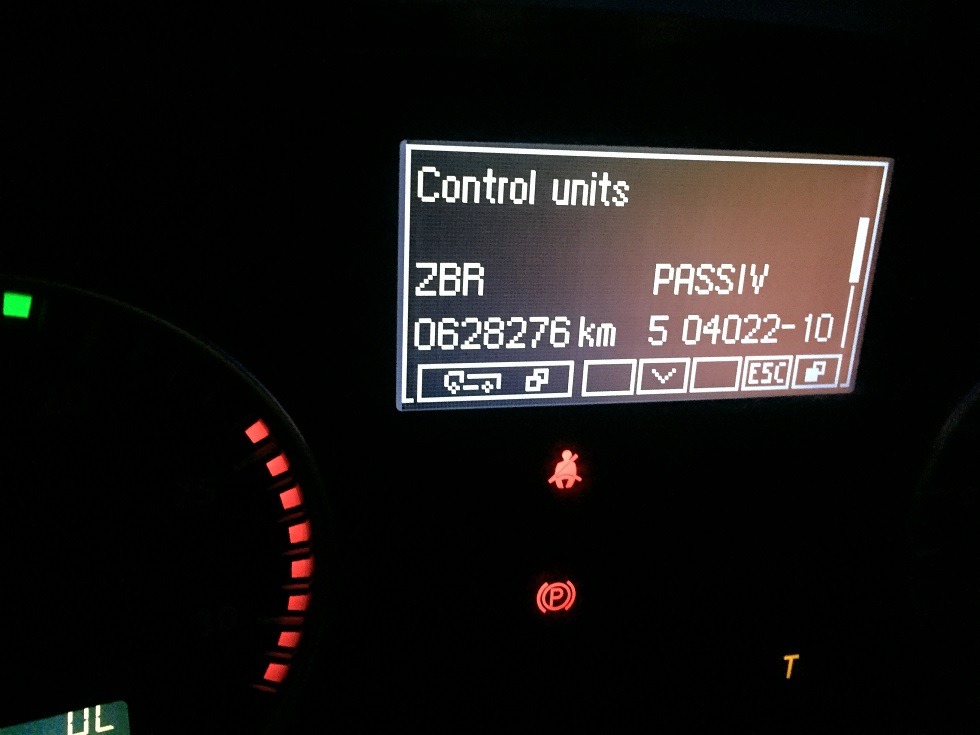 Control units
ZBR PASSIV
0628276 km 5 04022-10
ESC
P
T